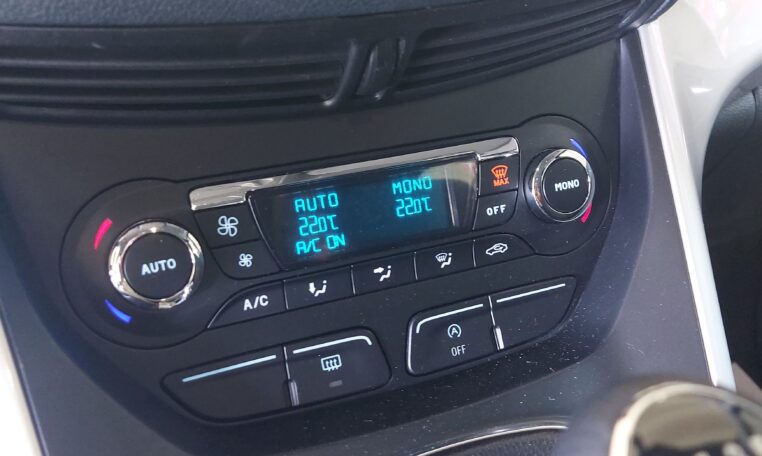 AUTO MONO
22.0℃ 22.0℃
A/C ON
MAX
OFF
AUTO
MONO
A/C
OFF